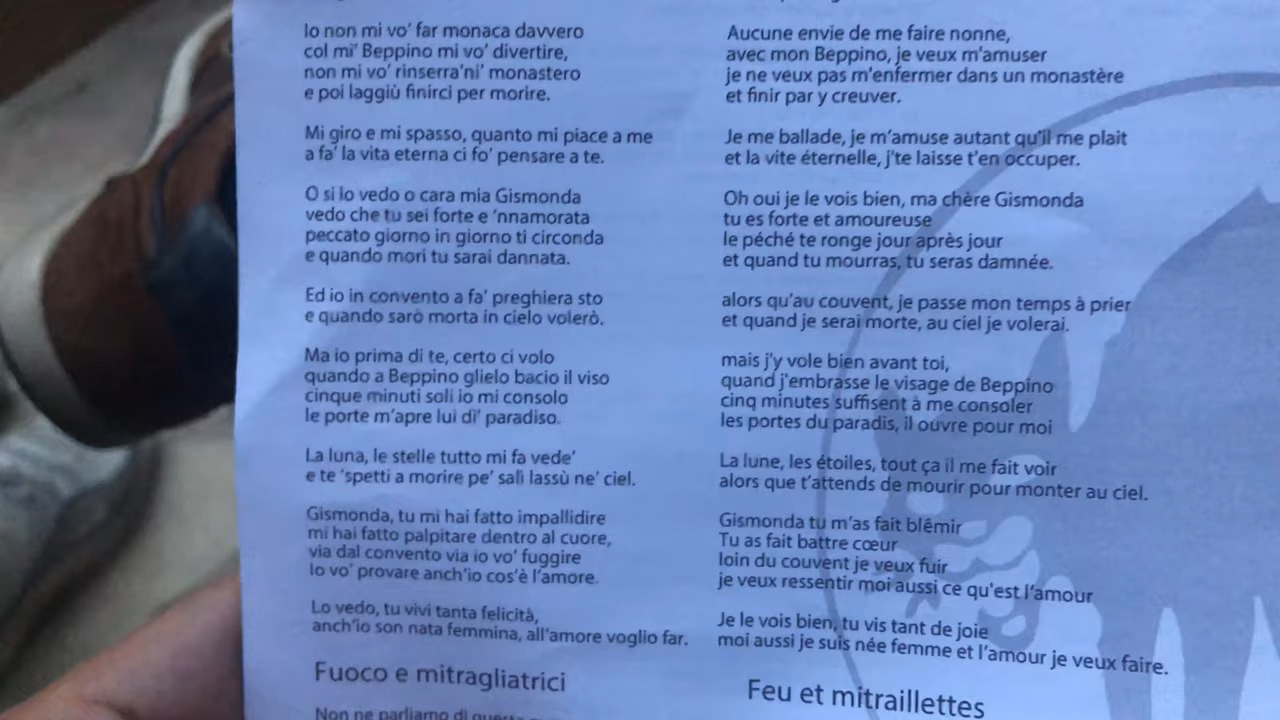 Io non mi vo' far monaca davvero
col mi' Beppino mi vo' divertire,
non mi vo' rinserra'ni' monastero
e poi laggiù finirci per morire.
Mi giro e mi spasso, quanto mi piace a me
a fa' la vita eterna ci fo' pensare a te.
O si lo vedo o cara mia Gismonda
vedo che tu sei forte e 'nnamorata
peccato giorno in giorno ti circonda
e quando mori tu sarai dannata.
Ed io in convento a fa' preghiera sto
e quando sarò morta in cielo volerò.
Ma io prima di te, certo ci volo
quando a Beppino glielo bacio il viso
cinque minuti soli io mi consolo
le porte m'apre lui di' paradiso.
La luna, le stelle tutto mi fa vede'
e te 'spetti a morire pe' salì lassù ne' ciel.
Gismonda, tu mi hai fatto impallidire
mi hai fatto palpitare dentro al cuore,
via dal convento via io vo' fuggire
Io vo' provare anch'io cos'è l'amore.
Lo vedo, tu vivi tanta felicità,
anch'io son nata femmina, all'amore voglio far.
Fuoco e mitragliatrici
Non ne parliamo di
Aucune envie de me faire nonne,
avec mon Beppino, je veux m'amuser
je ne veux pas m'enfermer dans un monastère
et finir par y creuver.
Je me ballade, je m'amuse autant qu'il me plait
et la vite éternelle, j'te laisse t'en occuper.
Oh oui je le vois bien, ma chère Gismonda
tu es forte et amoureuse
le péché te ronge jour après jour
et quand tu mourras, tu seras damnée.
alors qu'au couvent, je passe mon temps à prier
et quand je serai morte, au ciel je volerai.
mais j'y vole bien avant toi,
quand j'embrasse le visage de Beppino
cinq minutes suffisent à me consoler
les portes du paradis, il ouvre pour moi
La lune, les étoiles, tout ça il me fait voir
alors que t'attends de mourir pour monter au ciel.
Gismonda tu m'as fait blêmir
Tu as fait battre cœur
loin du couvent je veux fuir
je veux ressentir moi aussi ce qu'est l'amour
Je le vois bien, tu vis tant de joie
moi aussi je suis née femme et l'amour je veux faire.
Feu et mitraillettes